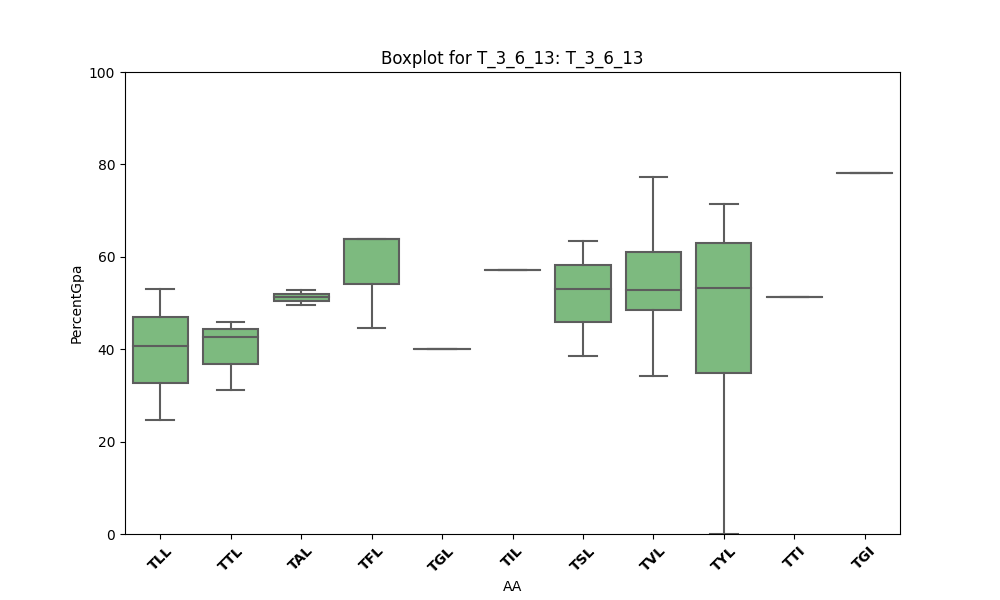 Boxplot for T_3_6_13: T_3_6_13
PercentGpa
100
80
60
40
20
0
TLL TTL TAL TFL TGL TIL TSL TVL TYL TTI TGI
AA